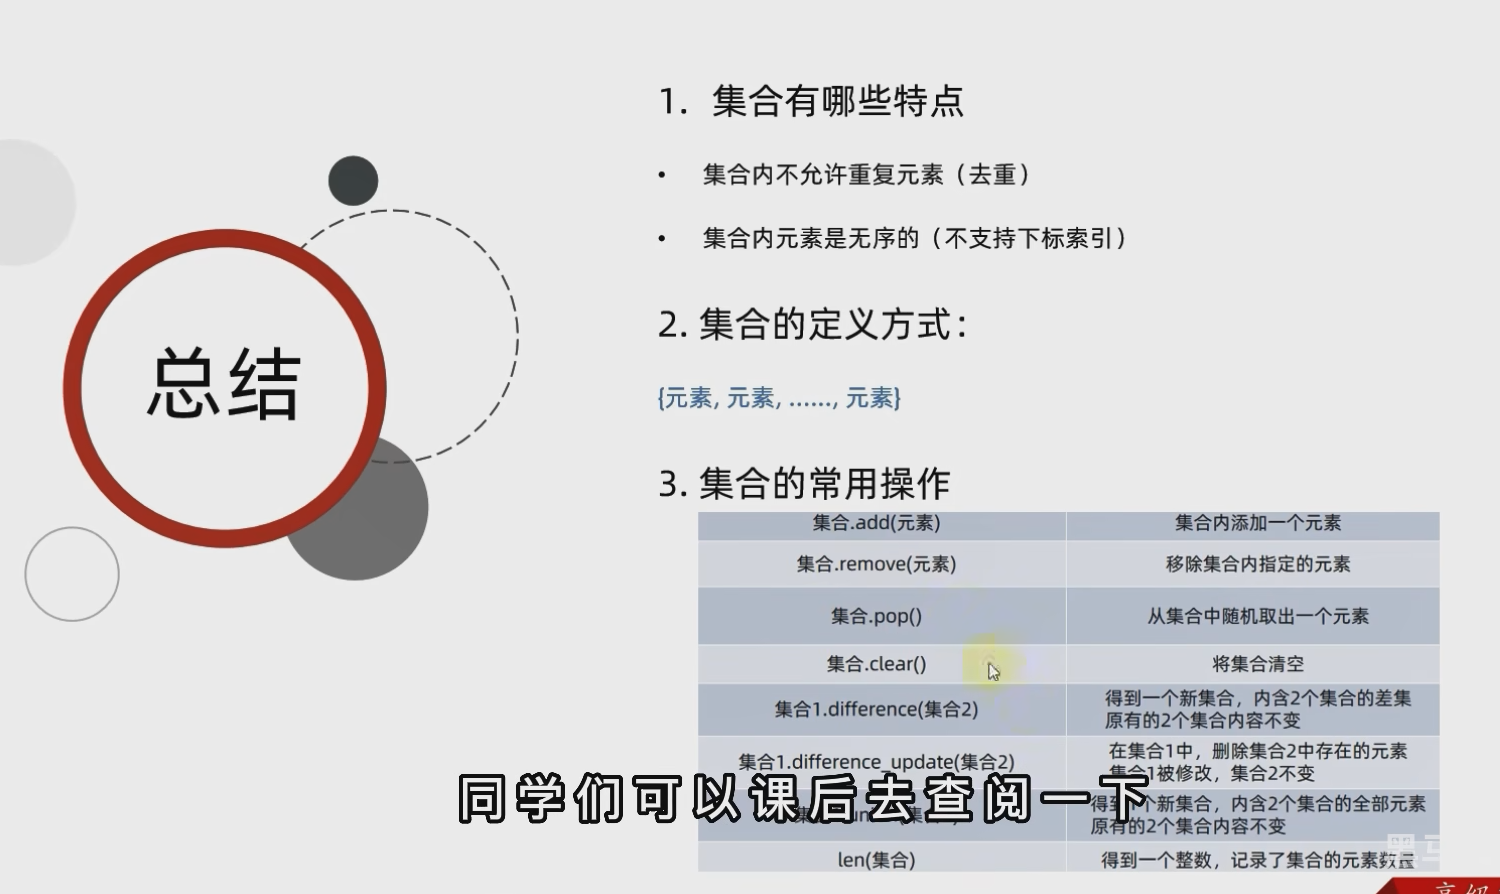 总结
1. 集合有哪些特点
• 集合内不允许重复元素（去重）
• 集合内元素是无序的（不支持下标索引）
2. 集合的定义方式：
{元素, 元素, ……, 元素}
3. 集合的常用操作
集合.add(元素) 集合内添加一个元素
集合.remove(元素) 移除集合内指定的元素
集合.pop() 从集合中随机取出一个元素
集合.clear() 将集合清空
集合1.difference(集合2) 得到一个新集合，内含2个集合的差集
原有的2个集合内容不变
集合1.difference_update(集合2) 在集合1中，删除集合2中存在的元素
集合1被修改，集合2不变
得到一个新集合，内含2个集合的全部元素
原有的2个集合内容不变
len(集合) 得到一个整数，记录了集合的元素数量
同学们可以课后去查阅一下